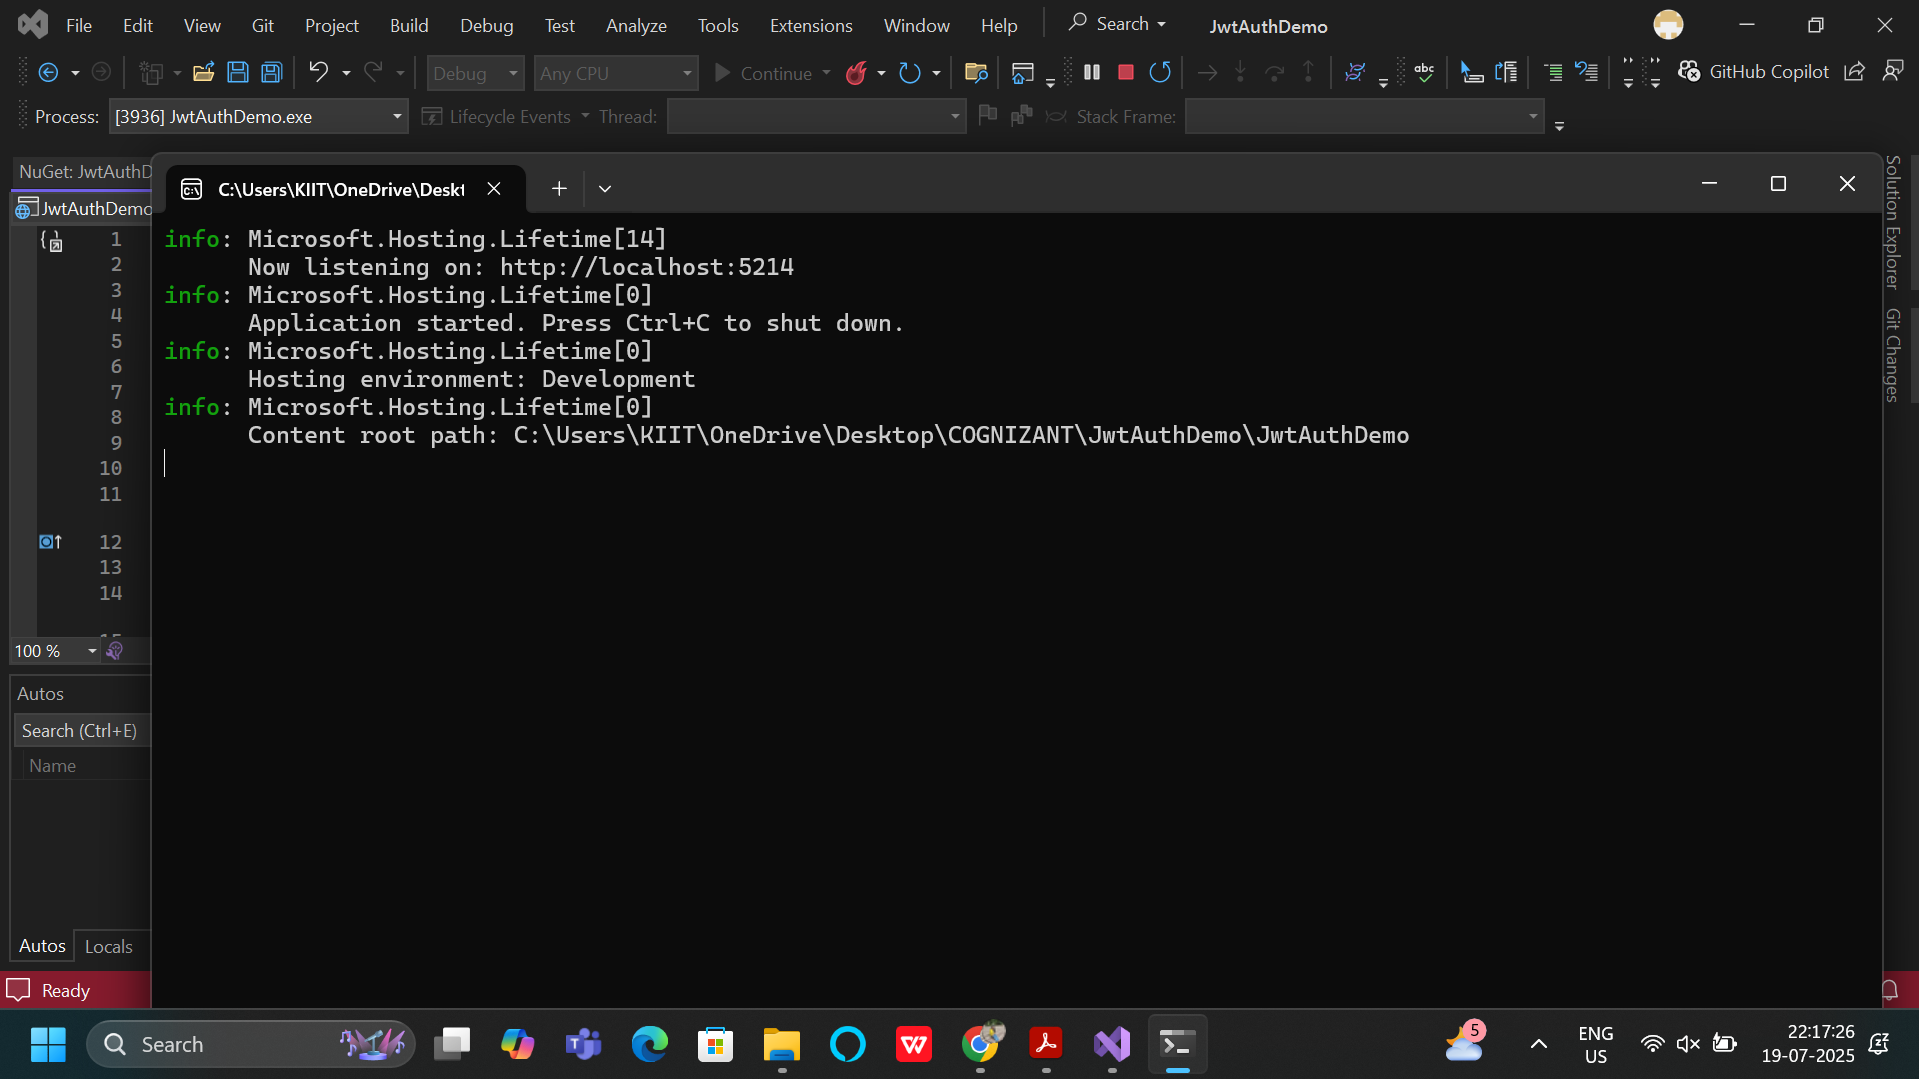 File Edit View Git Project Build Debug Test Analyze Tools Extensions Window Help Search JwtAuthDemo
Debug Any CPU Continue abc GitHub Copilot
Process: [3936] JwtAuthDemo.exe Lifecycle Events Thread: Stack Frame:
NuGet: JwtAuthD
C:\Users\KIIT\OneDrive\Deskt
JwtAuthDemo
1
2
3
4
5
6
7
8
9
10
11
12
13
14
15
info: Microsoft.Hosting.Lifetime[14]
Now listening on: http://localhost:5214
info: Microsoft.Hosting.Lifetime[0]
Application started. Press Ctrl+C to shut down.
info: Microsoft.Hosting.Lifetime[0]
Hosting environment: Development
info: Microsoft.Hosting.Lifetime[0]
Content root path: C:\Users\KIIT\OneDrive\Desktop\COGNIZANT\JwtAuthDemo\JwtAuthDemo
Solution Explorer
Git Changes
100 %
Autos
Search (Ctrl+E)
Name
Autos Locals
Ready
Search
5
ENG
US
22:17:26
19-07-2025